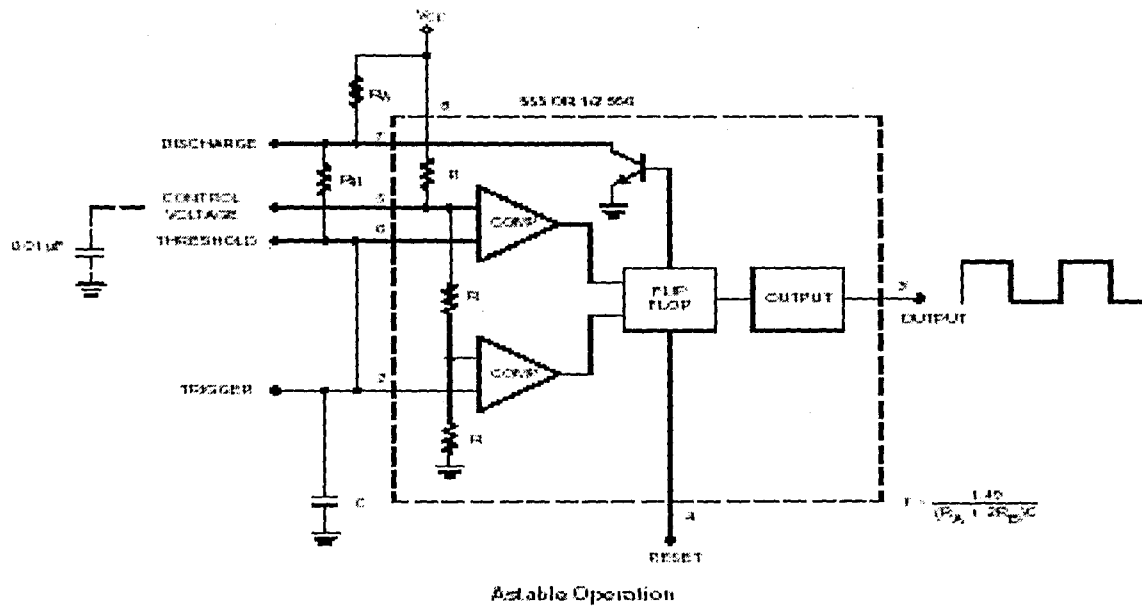 VCC
RA
8
555 OR 1/2 556
DISCHARGE
7
RB
R
CONTROL
VOLTAGE
5
COMP
THRESHOLD
6
0.01 µF
R
FLIP
FLOP
OUTPUT
3
OUTPUT
COMP
TRIGGER
2
R
C
4
RESET
Astable Operation